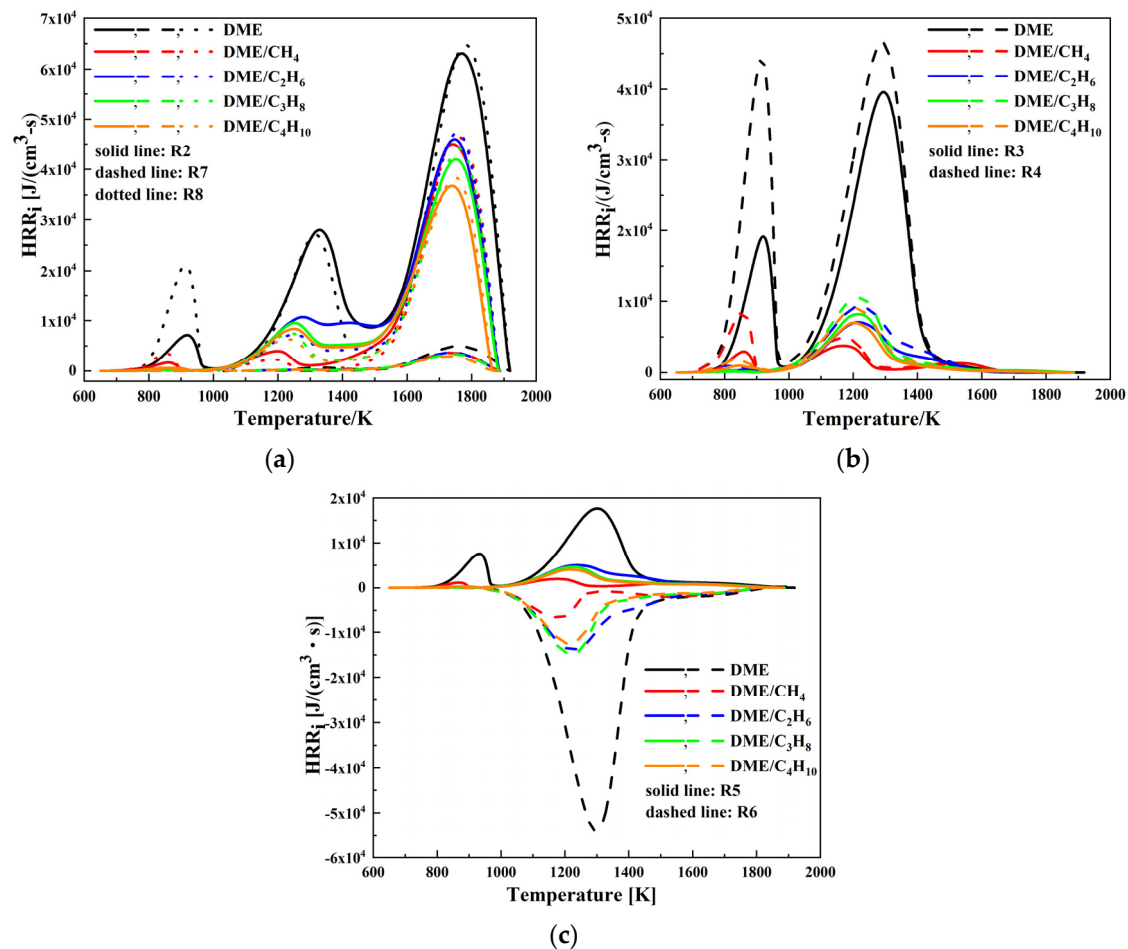 7x10⁴
6x10⁴
5x10⁴
4x10⁴
3x10⁴
2x10⁴
1x10⁴
0
HRRᵢ [J/(cm³-s)
DME
DME/CH₄
DME/C₂H₆
DME/C₃H₈
DME/C₄H₁₀
solid line: R2
dashed line: R7
dotted line: R8
600 800 1000 1200 1400 1600 1800 2000
Temperature/K
(a)
5x10⁴
4x10⁴
3x10⁴
2x10⁴
1x10⁴
0
HRRᵢ/(J/cm³-s)
DME
DME/CH₄
DME/C₂H₆
DME/C₃H₈
DME/C₄H₁₀
solid line: R3
dashed line: R4
600 800 1000 1200 1400 1600 1800 2000
Temperature/K
(b)
2x10⁴
1x10⁴
0
-1x10⁴
-2x10⁴
-3x10⁴
-4x10⁴
-5x10⁴
-6x10⁴
HRRᵢ [J/(cm³・s)]
DME
DME/CH₄
DME/C₂H₆
DME/C₃H₈
DME/C₄H₁₀
solid line: R5
dashed line: R6
600 800 1000 1200 1400 1600 1800 2000
Temperature [K]
(c)